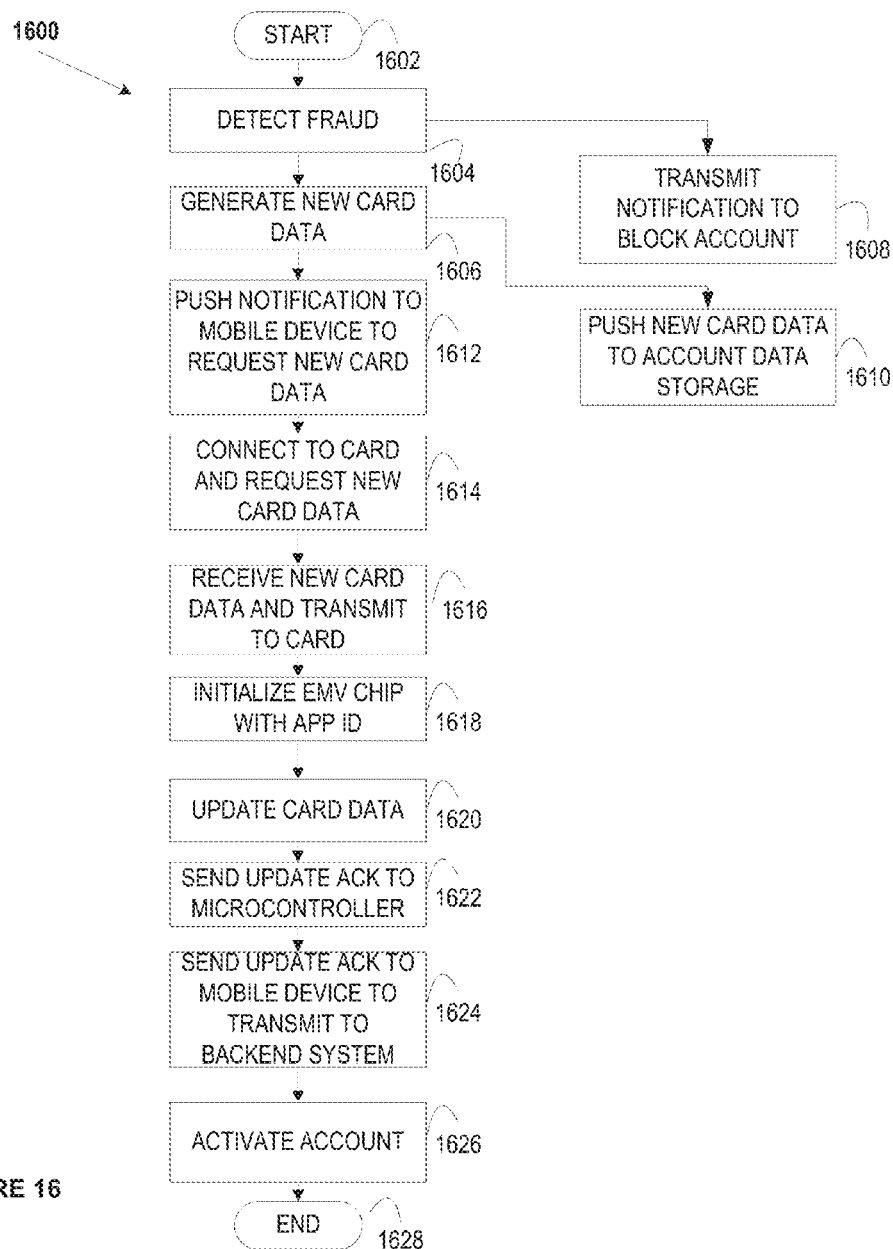 1600
START
1602
DETECT FRAUD
1604
TRANSMIT
NOTIFICATION TO
BLOCK ACCOUNT
1608
GENERATE NEW CARD
DATA
1606
PUSH NEW CARD DATA
TO ACCOUNT DATA
STORAGE
1610
PUSH NOTIFICATION TO
MOBILE DEVICE TO
REQUEST NEW CARD
DATA
1612
CONNECT TO CARD
AND REQUEST NEW
CARD DATA
1614
RECEIVE NEW CARD
DATA AND TRANSMIT
TO CARD
1616
INITIALIZE EMV CHIP
WITH APP ID
1618
UPDATE CARD DATA
1620
SEND UPDATE ACK TO
MICROCONTROLLER
1622
SEND UPDATE ACK TO
MOBILE DEVICE TO
TRANSMIT TO
BACKEND SYSTEM
1624
ACTIVATE ACCOUNT
1626
RE 16
END
1628